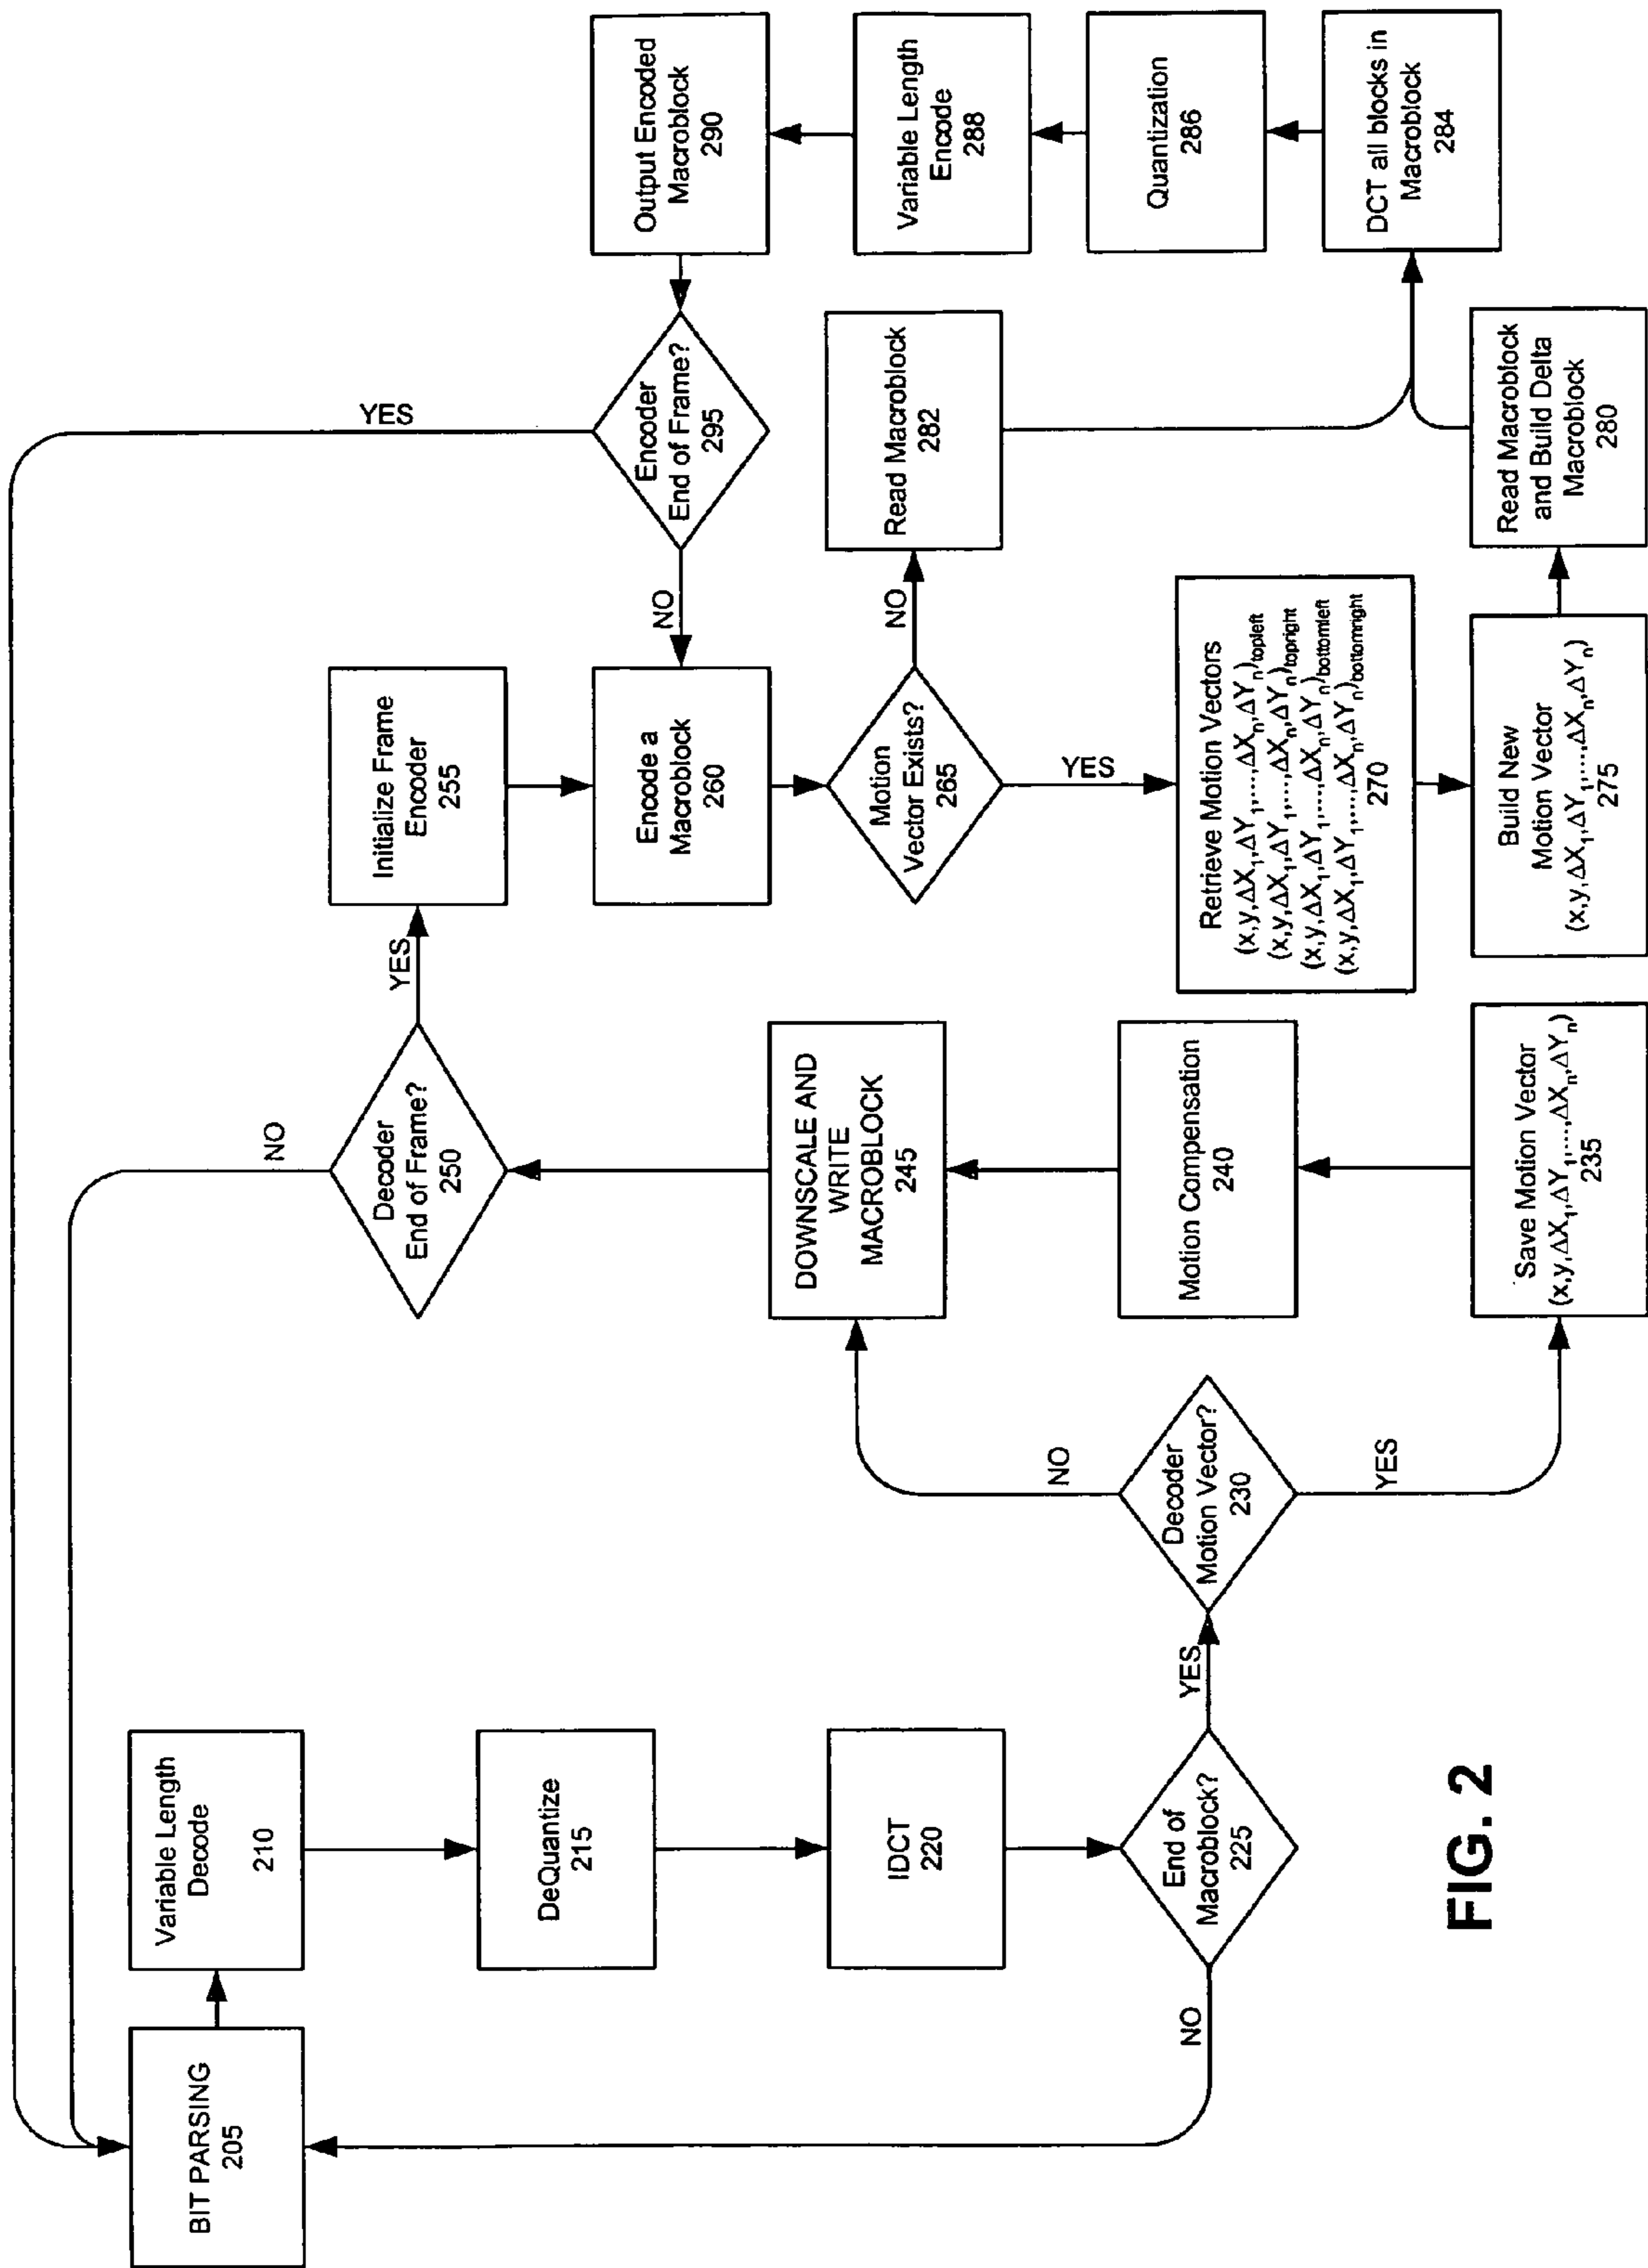 BIT PARSING
205
Variable Length
Decode
210
DeQuantize
215
IDCT
220
End of
Macroblock?
225
NO
YES
Decoder
Motion Vector?
230
NO
YES
Save Motion Vector
(x,y,ΔX₁,ΔY₁,...,ΔXₙ,ΔYₙ)
235
Motion Compensation
240
DOWNSCALE AND
WRITE
MACROBLOCK
245
Decoder
End of Frame?
250
NO
YES
Initialize Frame
Encoder
255
Encode a
Macroblock
260
Motion
Vector Exists?
265
NO
YES
Retrieve Motion Vectors
(x,y,ΔX₁,ΔY₁,...,ΔXₙ,ΔYₙ)topleft
(x,y,ΔX₁,ΔY₁,...,ΔXₙ,ΔYₙ)topright
(x,y,ΔX₁,ΔY₁,...,ΔXₙ,ΔYₙ)bottomleft
(x,y,ΔX₁,ΔY₁,...,ΔXₙ,ΔYₙ)bottomright
270
Build New
Motion Vector
(x,y,ΔX₁,ΔY₁,...,ΔXₙ,ΔYₙ)
275
Read Macroblock
and Build Delta
Macroblock
280
Read Macroblock
282
DCT all blocks in
Macroblock
284
Quantization
286
Variable Length
Encode
288
Output Encoded
Macroblock
290
Encoder
End of Frame?
295
YES
NO
FIG. 2